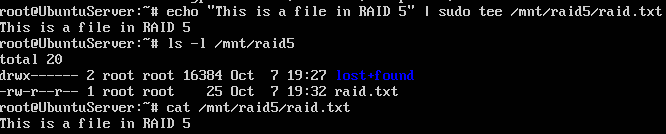 root@UbuntuServer:~# echo "This is a file in RAID 5" | sudo tee /mnt/raid5/raid.txt
This is a file in RAID 5
root@UbuntuServer:~# ls -l /mnt/raid5
total 20
drwx------ 2 root root 16384 Oct  7 19:27 lost+found
-rw-r--r-- 1 root root    25 Oct  7 19:32 raid.txt
root@UbuntuServer:~# cat /mnt/raid5/raid.txt
This is a file in RAID 5